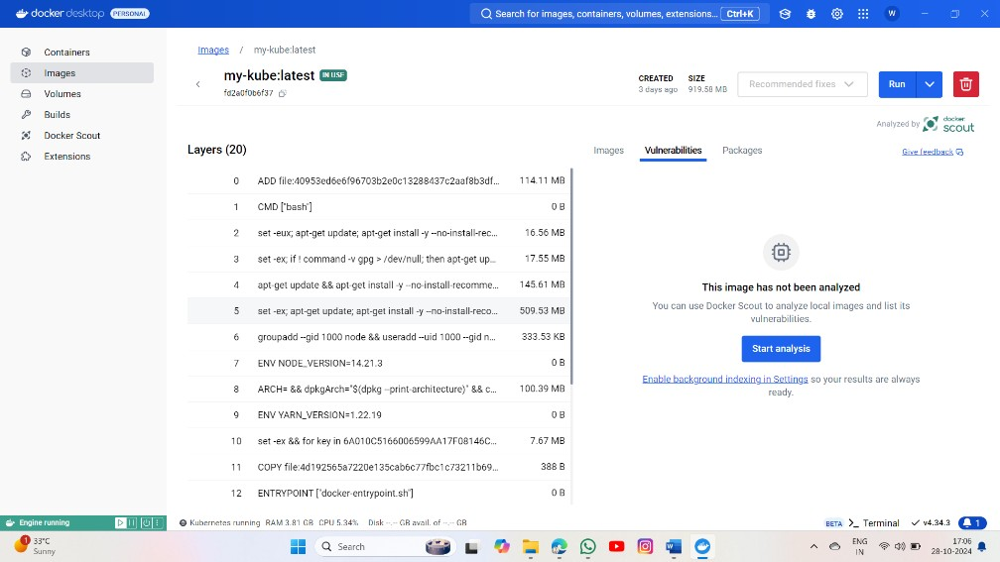 docker desktop PERSONAL
Search for images, containers, volumes, extensions... Ctrl+K
W
Containers
Images
Volumes
Builds
Docker Scout
Extensions
Images / my-kube:latest
my-kube:latest IN USE
fd2a0f0b6f37
CREATED
3 days ago
SIZE
919.58 MB
Recommended fixes
Run
Analyzed by docker scout
Layers (20)
Images Vulnerabilities Packages
Give feedback
0 ADD file:40953ed6e6f96703b2e0c13288437c2aaf8b3df... 114.11 MB
1 CMD ["bash"] 0 B
2 set -eux; apt-get update; apt-get install -y --no-install-rec... 16.56 MB
3 set -ex; if ! command -v gpg > /dev/null; then apt-get up... 17.55 MB
4 apt-get update && apt-get install -y --no-install-recomme... 145.61 MB
5 set -ex; apt-get update; apt-get install -y --no-install-reco... 509.53 MB
6 groupadd --gid 1000 node && useradd --uid 1000 --gid n... 333.53 KB
7 ENV NODE_VERSION=14.21.3 0 B
8 ARCH= && dpkgArch="$(dpkg --print-architecture)" && c... 100.39 MB
9 ENV YARN_VERSION=1.22.19 0 B
10 set -ex && for key in 6A010C5166006599AA17F08146C... 7.67 MB
11 COPY file:4d192565a7220e135cab6c77fbc1c73211b69... 388 B
12 ENTRYPOINT ["docker-entrypoint.sh"] 0 B
This image has not been analyzed
You can use Docker Scout to analyze local images and list its
vulnerabilities.
Start analysis
Enable background indexing in Settings so your results are always
ready.
Engine running
Kubernetes running RAM 3.81 GB CPU 5.34% Disk --.-- GB avail. of --.-- GB
BETA Terminal v4.34.3 1
1
33°C
Sunny
Search
ENG
IN
17:06
28-10-2024